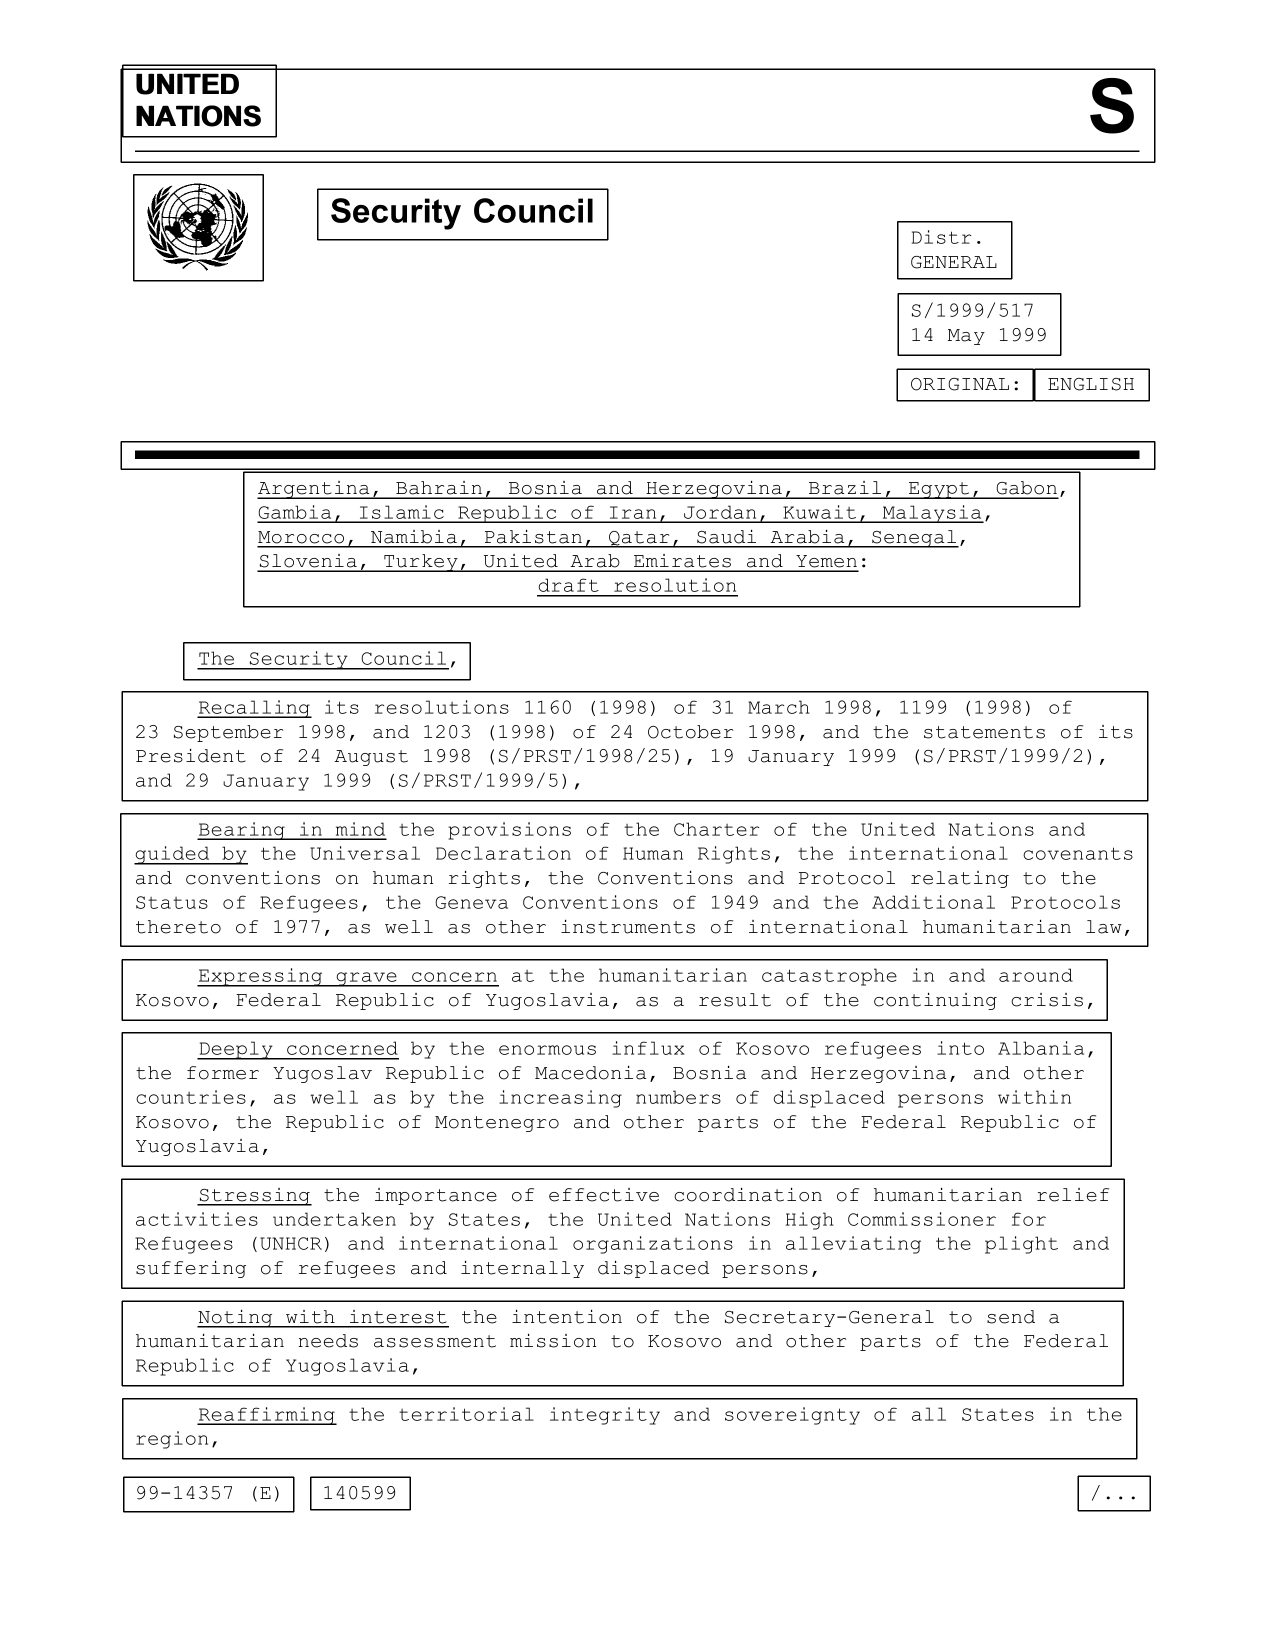 UNITED
NATIONS
S
Security Council
Distr.
GENERAL
S/1999/517
14 May 1999
ORIGINAL: ENGLISH
Argentina, Bahrain, Bosnia and Herzegovina, Brazil, Egypt, Gabon,
Gambia, Islamic Republic of Iran, Jordan, Kuwait, Malaysia,
Morocco, Namibia, Pakistan, Qatar, Saudi Arabia, Senegal,
Slovenia, Turkey, United Arab Emirates and Yemen:
draft resolution
The Security Council,
Recalling its resolutions 1160 (1998) of 31 March 1998, 1199 (1998) of
23 September 1998, and 1203 (1998) of 24 October 1998, and the statements of its
President of 24 August 1998 (S/PRST/1998/25), 19 January 1999 (S/PRST/1999/2),
and 29 January 1999 (S/PRST/1999/5),
Bearing in mind the provisions of the Charter of the United Nations and
guided by the Universal Declaration of Human Rights, the international covenants
and conventions on human rights, the Conventions and Protocol relating to the
Status of Refugees, the Geneva Conventions of 1949 and the Additional Protocols
thereto of 1977, as well as other instruments of international humanitarian law,
Expressing grave concern at the humanitarian catastrophe in and around
Kosovo, Federal Republic of Yugoslavia, as a result of the continuing crisis,
Deeply concerned by the enormous influx of Kosovo refugees into Albania,
the former Yugoslav Republic of Macedonia, Bosnia and Herzegovina, and other
countries, as well as by the increasing numbers of displaced persons within
Kosovo, the Republic of Montenegro and other parts of the Federal Republic of
Yugoslavia,
Stressing the importance of effective coordination of humanitarian relief
activities undertaken by States, the United Nations High Commissioner for
Refugees (UNHCR) and international organizations in alleviating the plight and
suffering of refugees and internally displaced persons,
Noting with interest the intention of the Secretary-General to send a
humanitarian needs assessment mission to Kosovo and other parts of the Federal
Republic of Yugoslavia,
Reaffirming the territorial integrity and sovereignty of all States in the
region,
99-14357 (E) 140599 /...